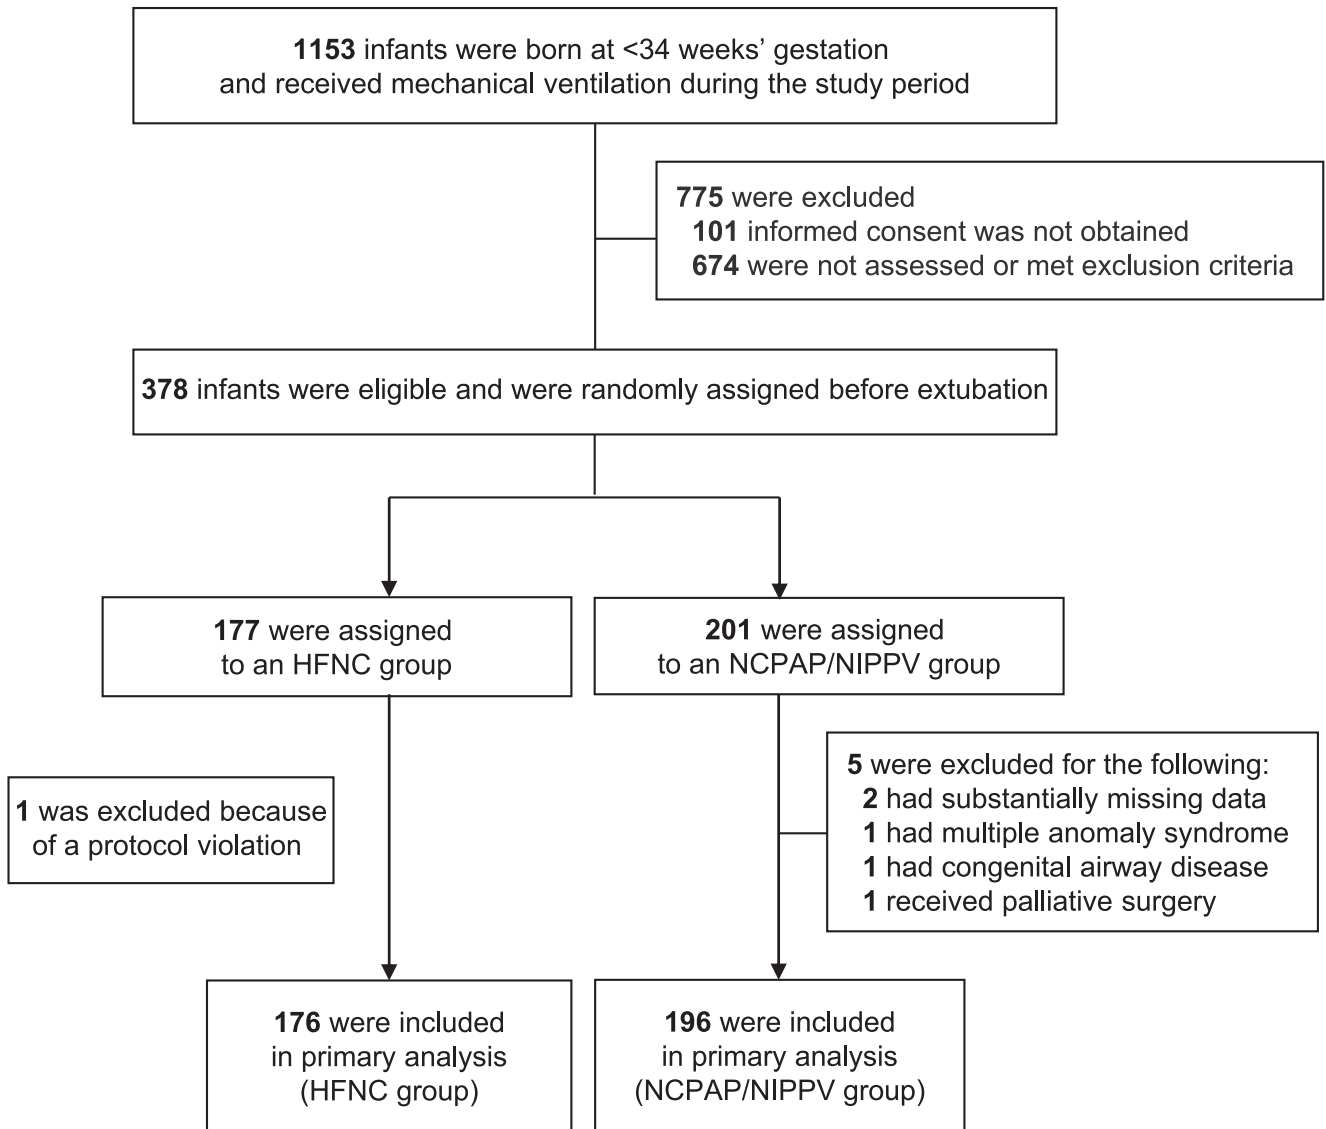 1153 infants were born at <34 weeks' gestation
and received mechanical ventilation during the study period
775 were excluded
101 informed consent was not obtained
674 were not assessed or met exclusion criteria
378 infants were eligible and were randomly assigned before extubation
177 were assigned
to an HFNC group
201 were assigned
to an NCPAP/NIPPV group
1 was excluded because
of a protocol violation
5 were excluded for the following:
2 had substantially missing data
1 had multiple anomaly syndrome
1 had congenital airway disease
1 received palliative surgery
176 were included
in primary analysis
(HFNC group)
196 were included
in primary analysis
(NCPAP/NIPPV group)